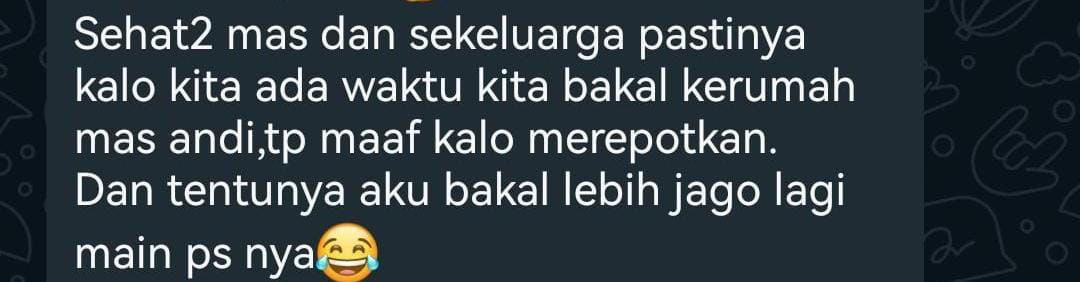 Sehat2 mas dan sekeluarga pastinya
kalo kita ada waktu kita bakal kerumah
mas andi,tp maaf kalo merepotkan.
Dan tentunya aku bakal lebih jago lagi
main ps nya😂